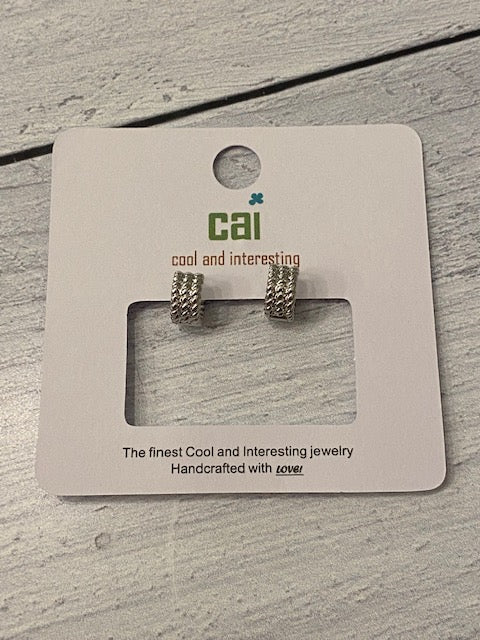 cai
cool and interesting
The finest Cool and Interesting jewelry
Handcrafted with LOVE!